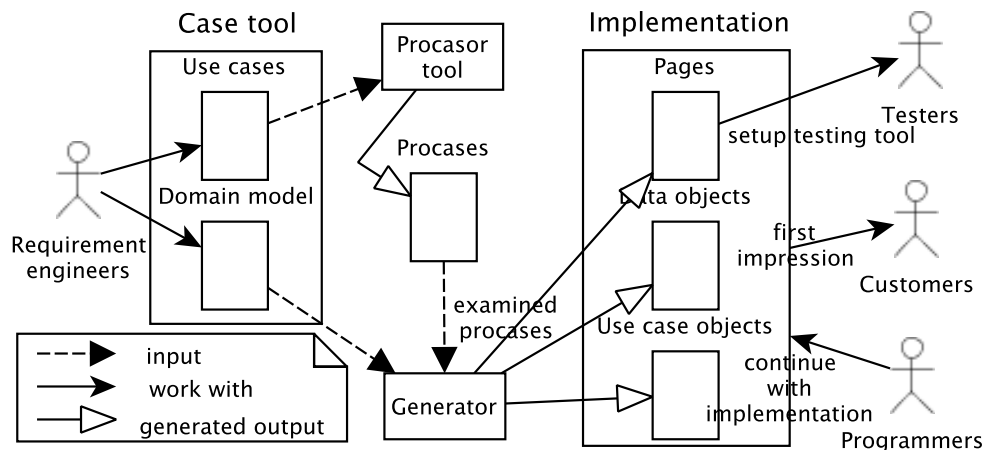 Case tool
Use cases
Domain model
Requirement
engineers
Procasor
tool
Procases
examined
procases
Generator
Implementation
Pages
Data objects
Use case objects
setup testing tool
Testers
first
impression
Customers
continue
with
implementation
Programmers
input
work with
generated output